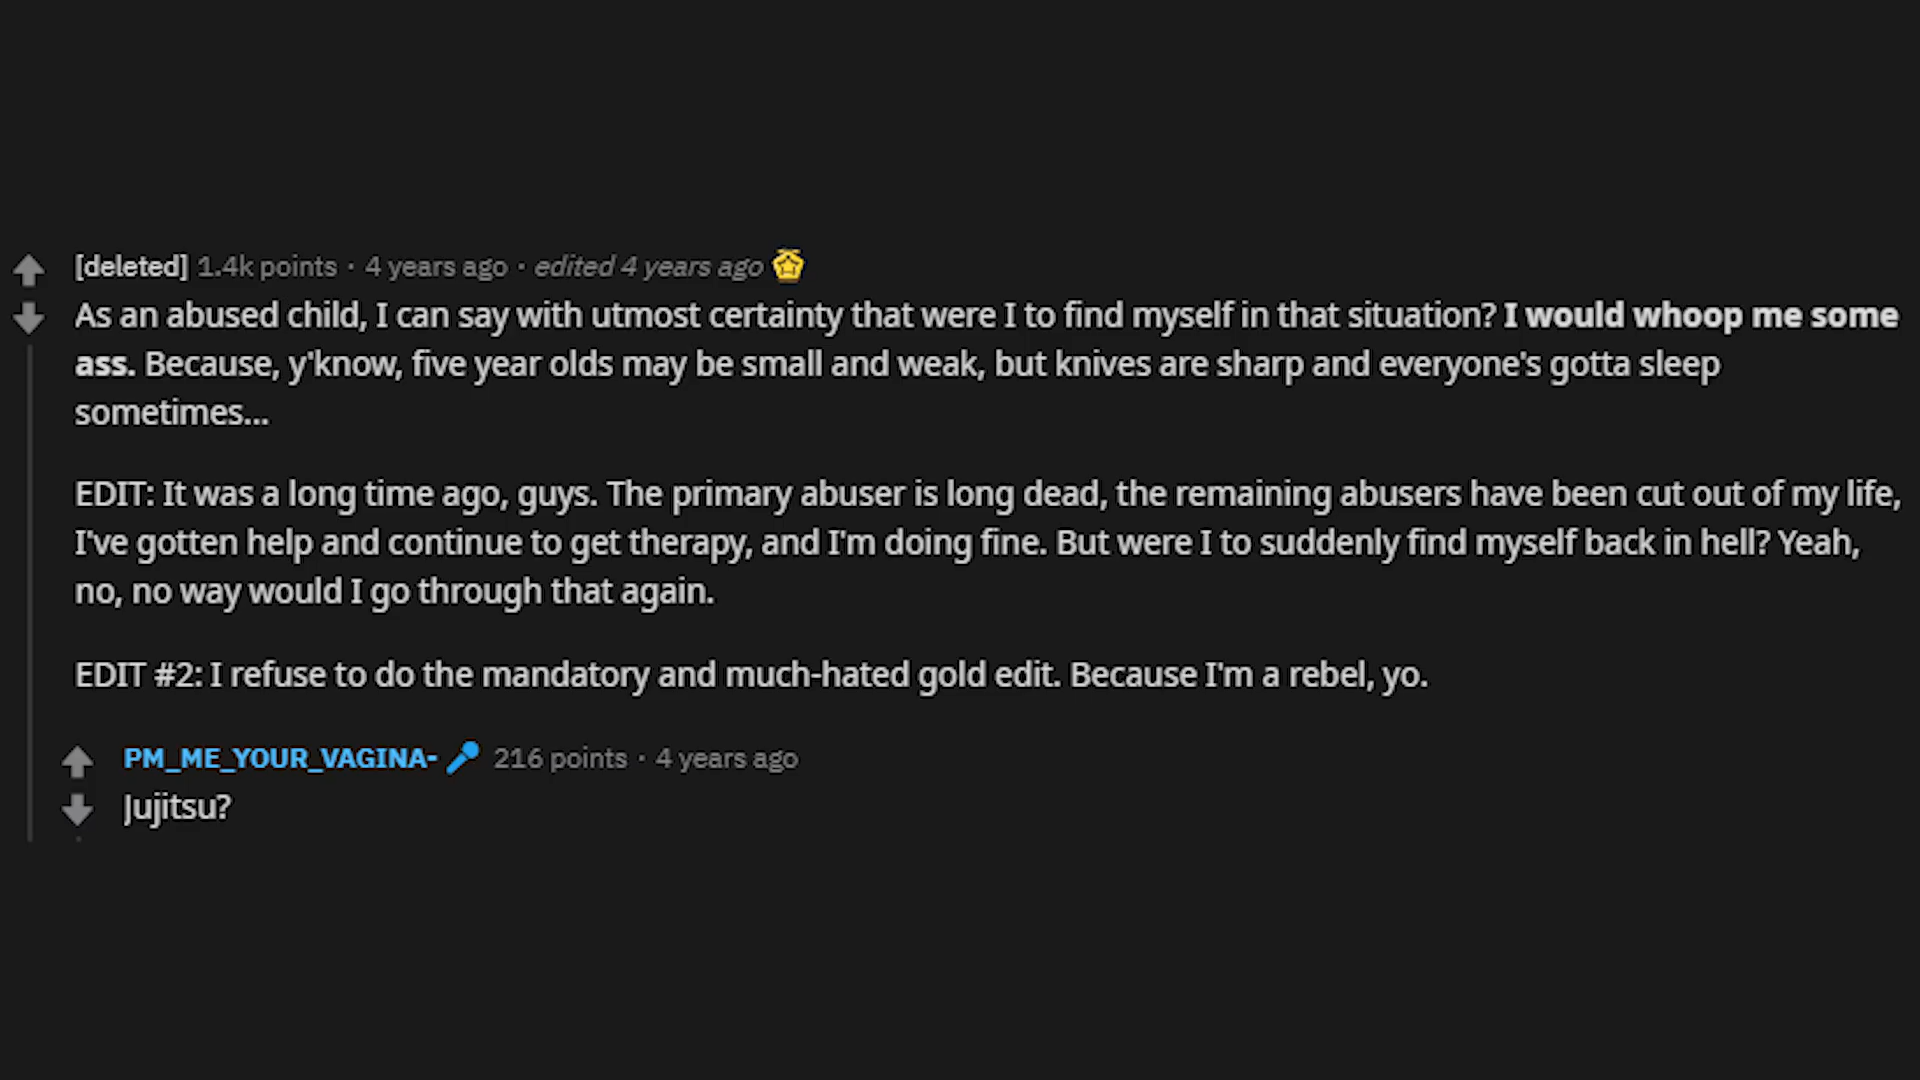 [deleted] 1.4k points · 4 years ago · edited 4 years ago
As an abused child, I can say with utmost certainty that were I to find myself in that situation? I would whoop me some
ass. Because, y'know, five year olds may be small and weak, but knives are sharp and everyone's gotta sleep
sometimes...
EDIT: It was a long time ago, guys. The primary abuser is long dead, the remaining abusers have been cut out of my life,
I've gotten help and continue to get therapy, and I'm doing fine. But were I to suddenly find myself back in hell? Yeah,
no, no way would I go through that again.
EDIT #2: I refuse to do the mandatory and much-hated gold edit. Because I'm a rebel, yo.
PM_ME_YOUR_VAGINA- 216 points · 4 years ago
Jujitsu?